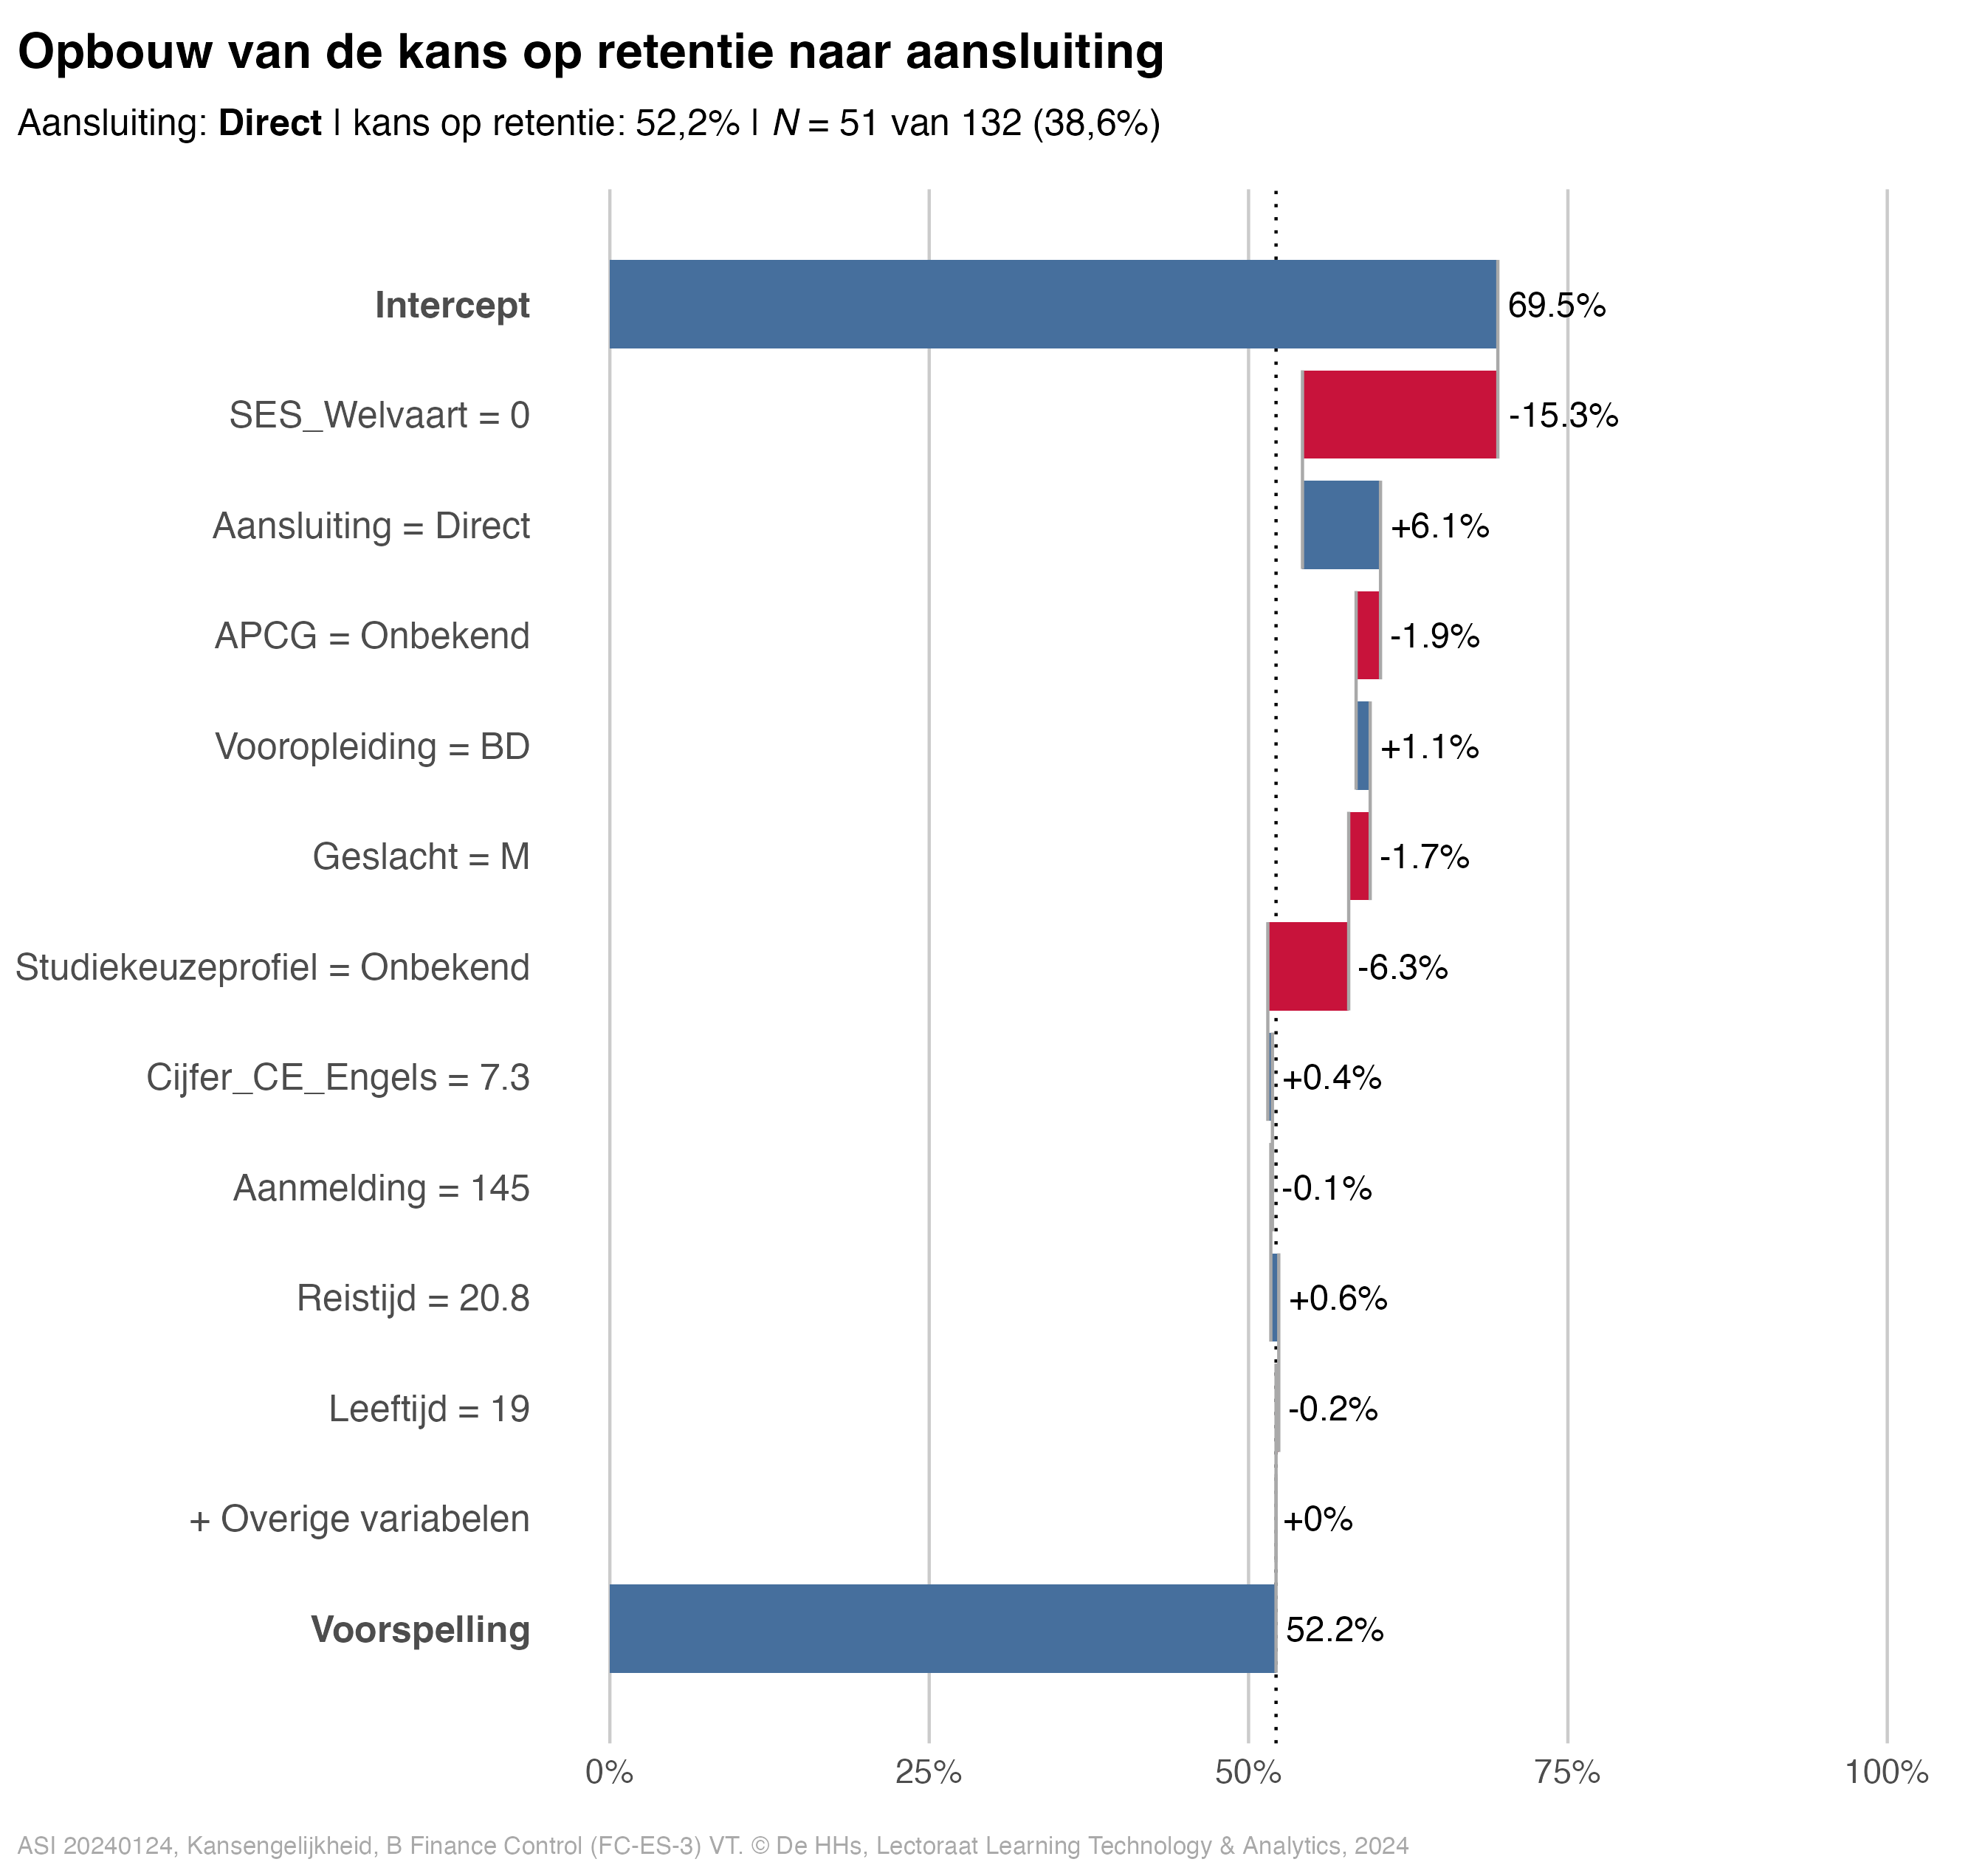 Opbouw van de kans op retentie naar aansluiting
Aansluiting: Direct | kans op retentie: 52,2% | N = 51 van 132 (38,6%)
Intercept 69.5%
SES_Welvaart = 0 -15.3%
Aansluiting = Direct +6.1%
APCG = Onbekend -1.9%
Vooropleiding = BD +1.1%
Geslacht = M -1.7%
Studiekeuzeprofiel = Onbekend -6.3%
Cijfer_CE_Engels = 7.3 +0.4%
Aanmelding = 145 -0.1%
Reistijd = 20.8 +0.6%
Leeftijd = 19 -0.2%
+ Overige variabelen +0%
Voorspelling 52.2%
0% 25% 50% 75% 100%
ASI 20240124, Kansengelijkheid, B Finance Control (FC-ES-3) VT. © De HHs, Lectoraat Learning Technology & Analytics, 2024